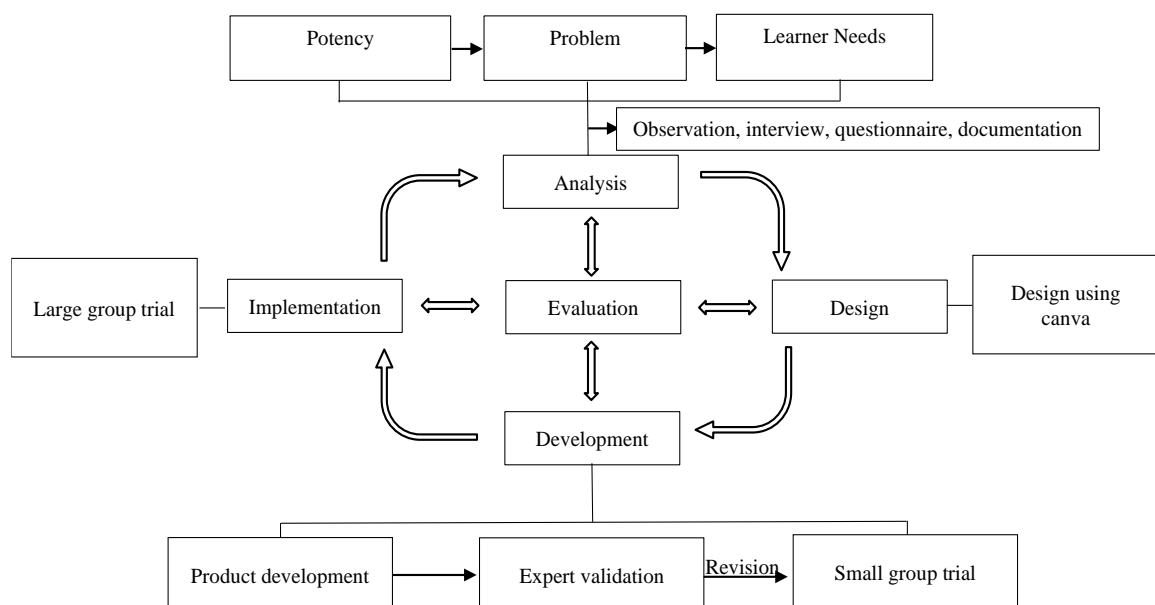 Potency
Problem
Learner Needs
Observation, interview, questionnaire, documentation
Analysis
Large group trial
Implementation
Evaluation
Design
Design using
canva
Development
Product development
Expert validation
Revision
Small group trial